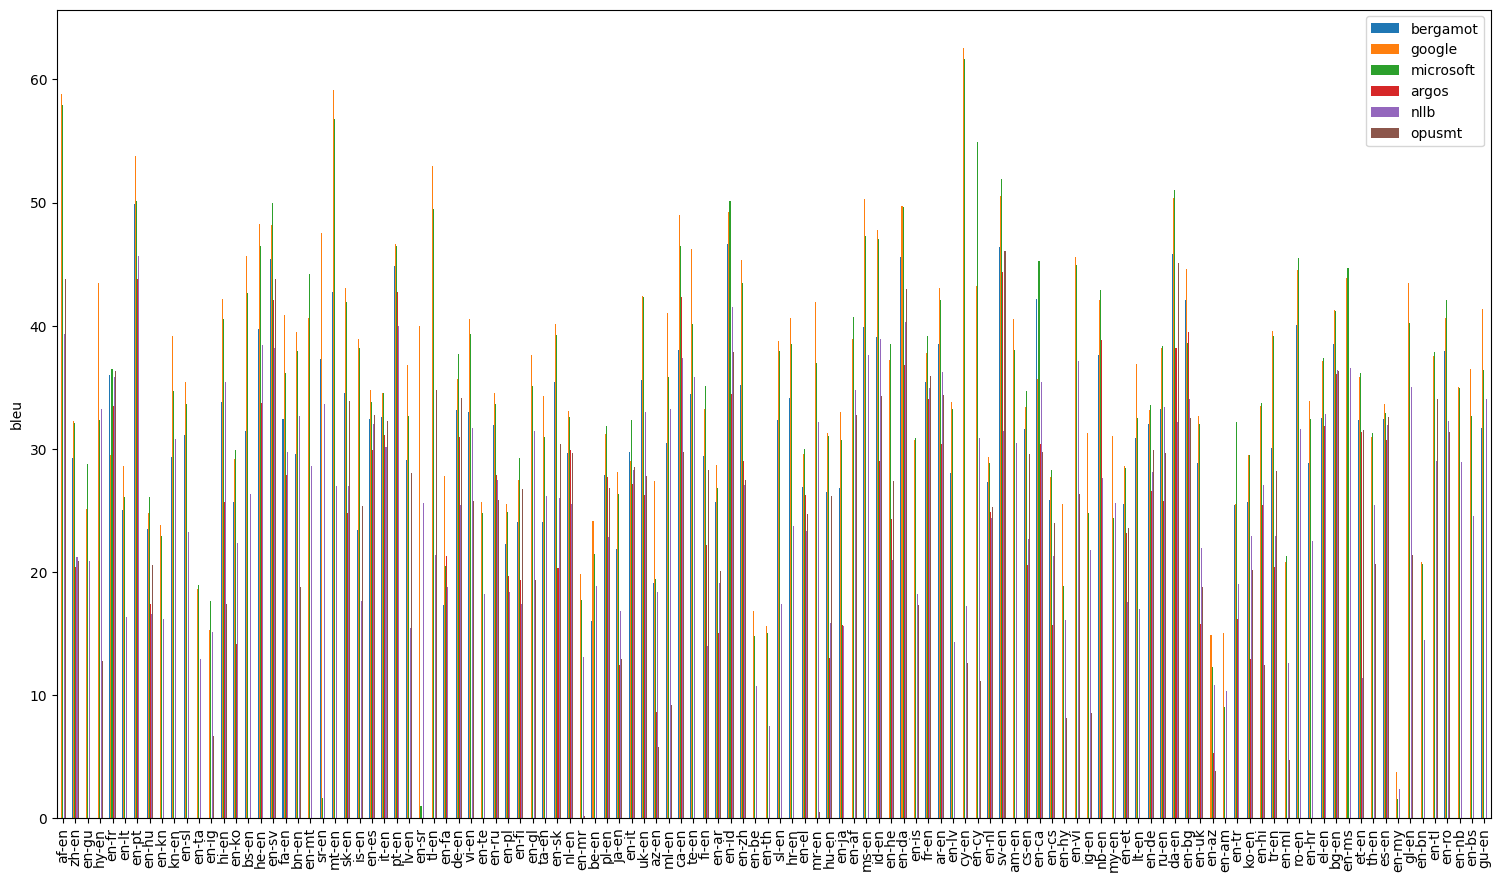 bergamot
google
microsoft
argos
nllb
opusmt
bleu
60
50
40
30
20
10
0
af-en
zh-en
en-gu
hy-en
en-fr
en-lt
en-pt
en-hu
en-kn
kn-en
en-sl
en-ta
en-ig
hi-en
en-ko
bs-en
he-en
en-sv
fa-en
bn-en
en-mt
sr-en
mt-en
sk-en
is-en
en-es
it-en
pt-en
lv-en
en-sr
tl-en
en-fa
de-en
vi-en
en-te
en-ru
en-pl
en-fi
en-gl
ta-en
en-sk
nl-en
en-mr
be-en
pl-en
ja-en
en-it
uk-en
az-en
ml-en
ca-en
te-en
fi-en
en-ar
en-id
en-zh
en-be
en-th
sl-en
hr-en
en-el
mr-en
hu-en
en-ja
en-af
ms-en
id-en
en-he
en-da
en-is
fr-en
ar-en
en-lv
cy-en
en-cy
en-nl
sv-en
am-en
cs-en
en-ca
en-cs
en-hy
en-vi
ig-en
nb-en
my-en
en-et
lt-en
en-de
ru-en
da-en
en-bg
en-uk
en-az
en-am
en-tr
ko-en
en-hi
tr-en
en-ml
ro-en
en-hr
el-en
bg-en
en-ms
et-en
th-en
es-en
en-my
gl-en
en-bn
en-tl
en-ro
en-nb
en-bs
gu-en